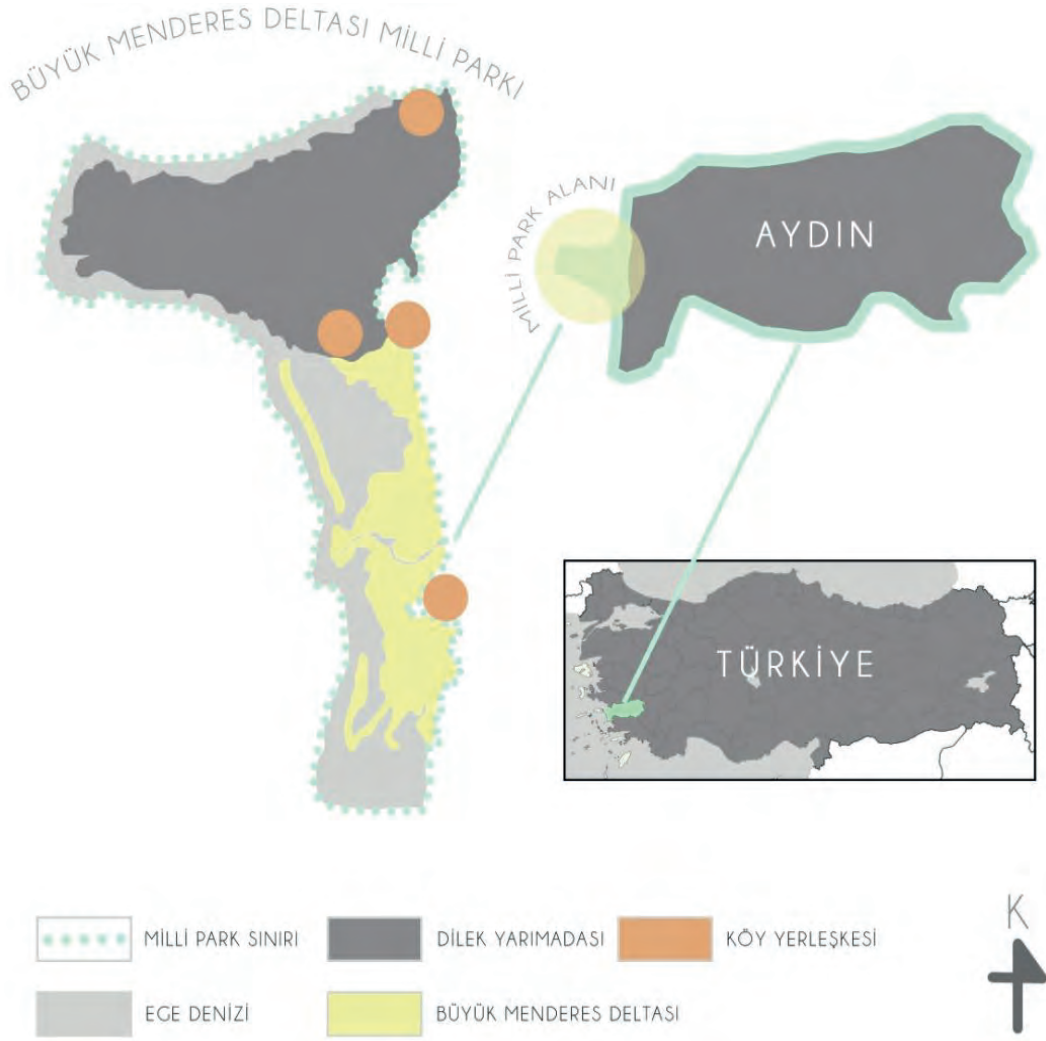 BÜYÜK MENDERES DELTASI MİLLİ PARKI
MİLLİ PARK ALANI
AYDIN
TÜRKİYE
K
MİLLİ PARK SINIRI
DİLEK YARIMADASI
KÖY YERLEŞKESİ
EGE DENİZİ
BÜYÜK MENDERES DELTASI